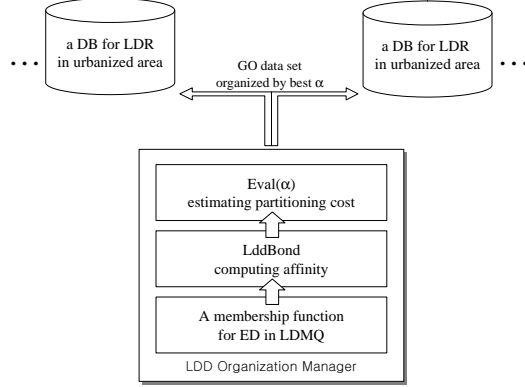 a DB for LDR
in urbanized area
a DB for LDR
in urbanized area
...
...
GO data set
organized by best α
Eval(α)
estimating partitioning cost
LddBond
computing affinity
A membership function
for ED in LDMQ
LDD Organization Manager